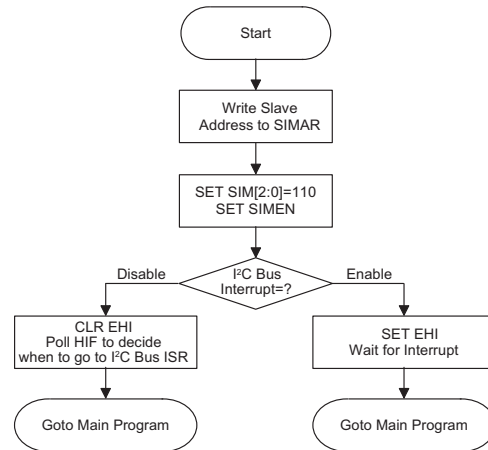 Start
Write Slave
Address to SIMAR
SET SIM[2:0]=110
SET SIMEN
I²C Bus
Interrupt=?
Disable
Enable
CLR EHI
Poll HIF to decide
when to go to I²C Bus ISR
SET EHI
Wait for Interrupt
Goto Main Program
Goto Main Program